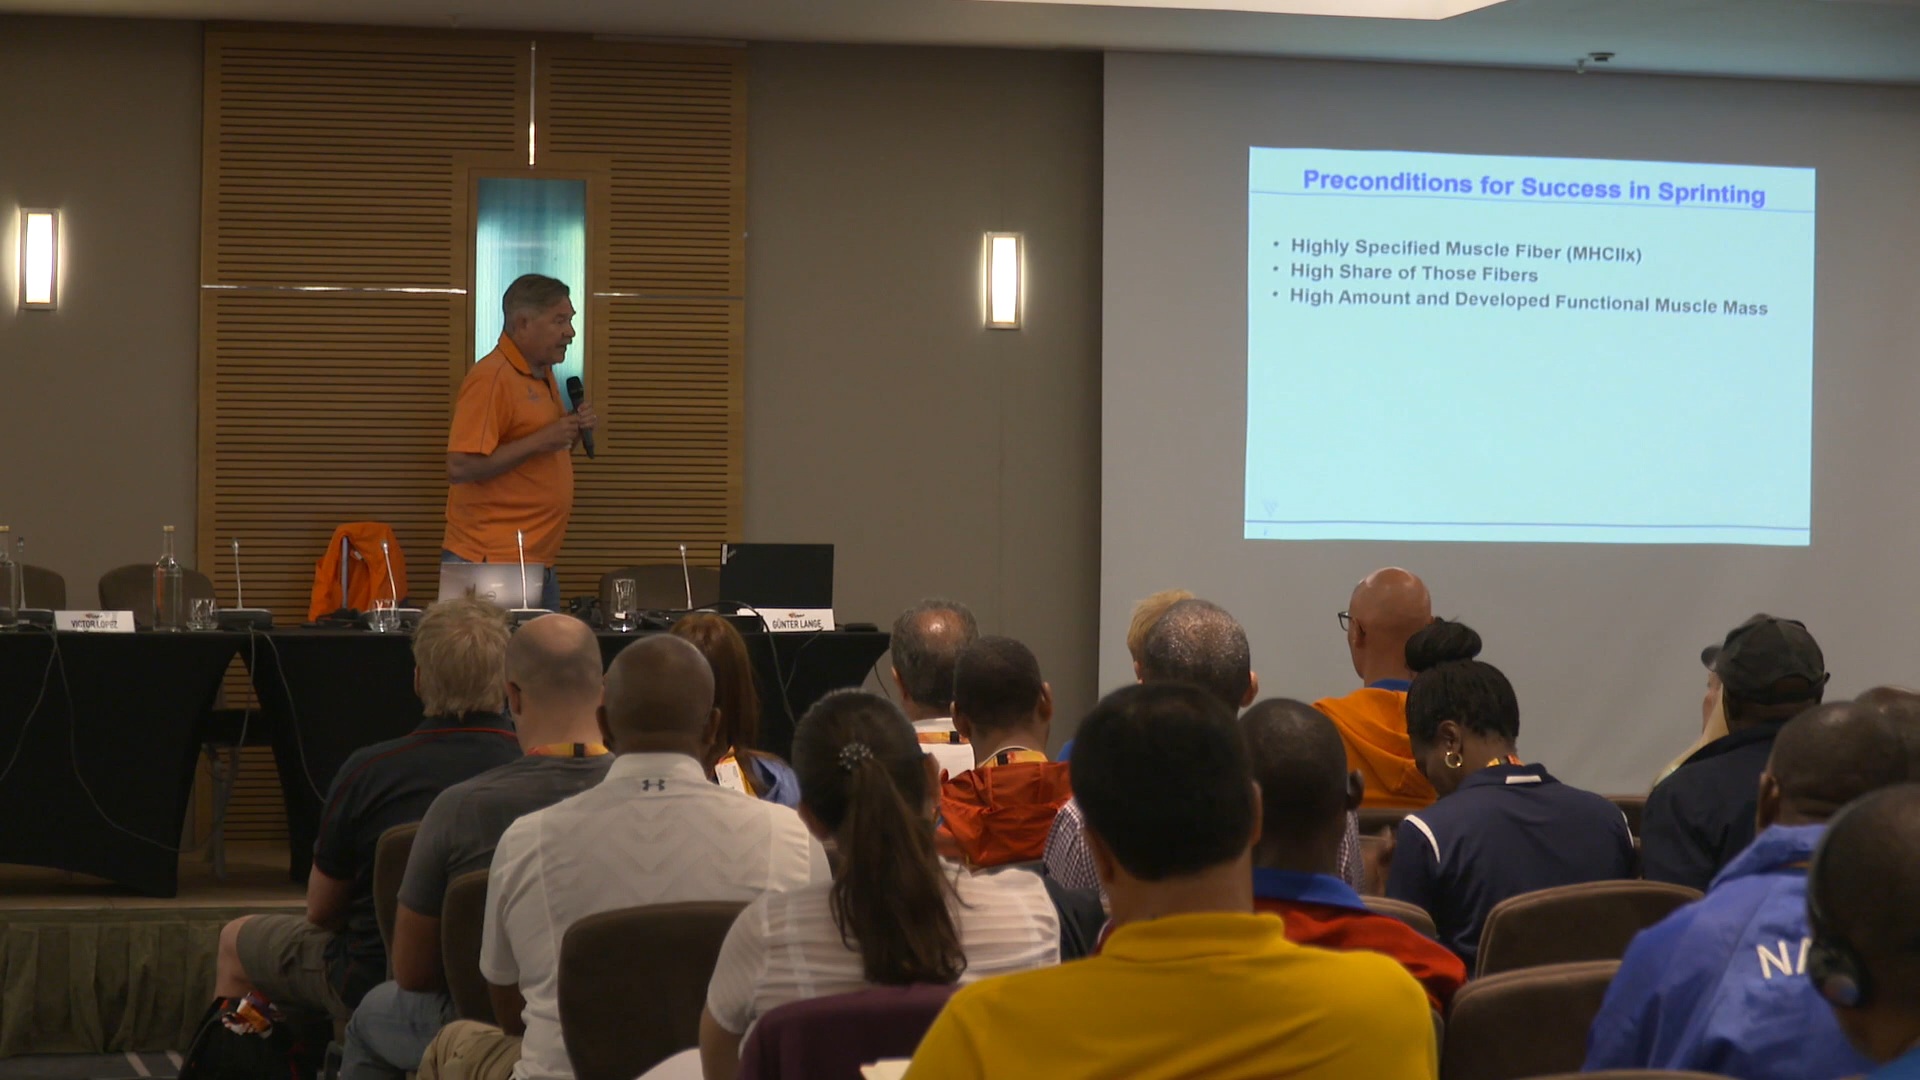 Preconditions for Success in Sprinting
• Highly Specified Muscle Fiber (MHCIIx)
• High Share of Those Fibers
• High Amount and Developed Functional Muscle Mass
VICTOR LOPEZ
GÜNTER LANGE